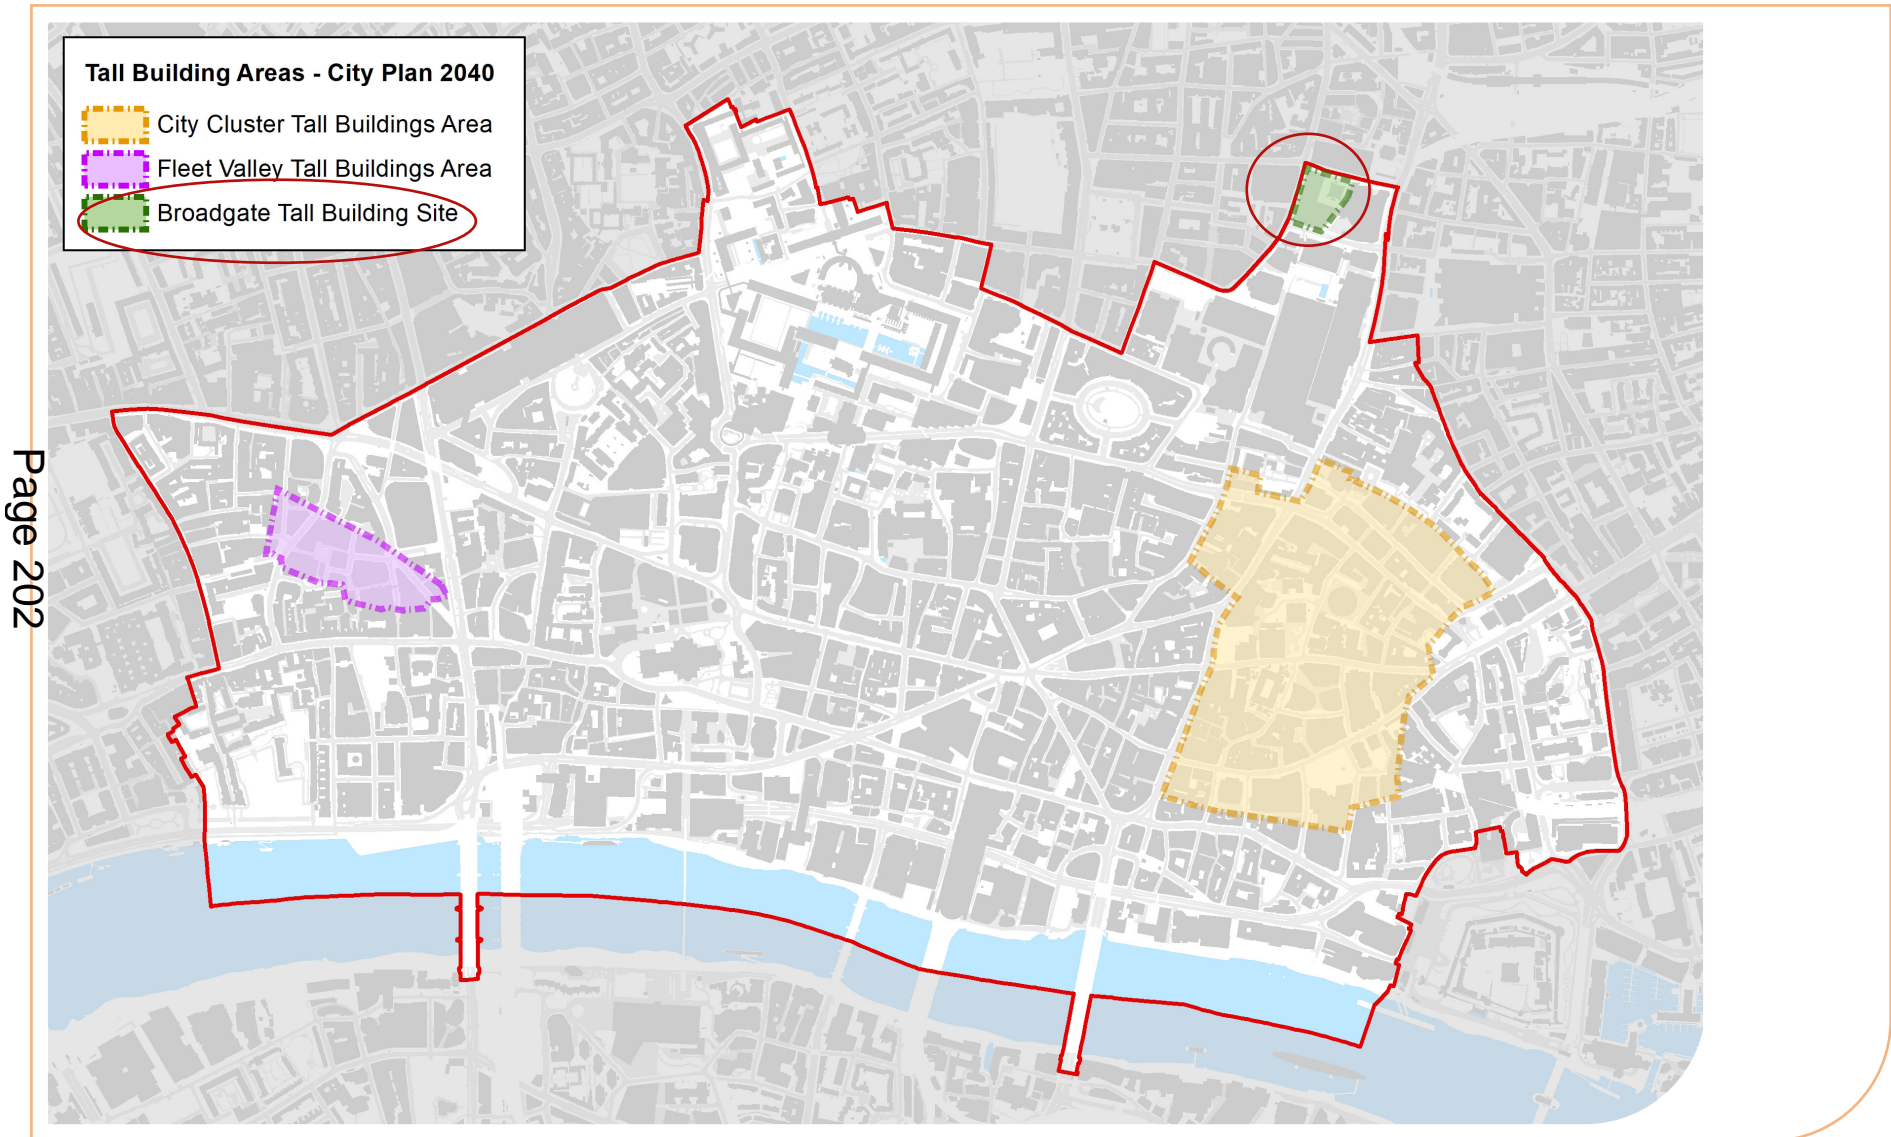 Tall Building Areas - City Plan 2040
City Cluster Tall Buildings Area
Fleet Valley Tall Buildings Area
Broadgate Tall Building Site
Page 202